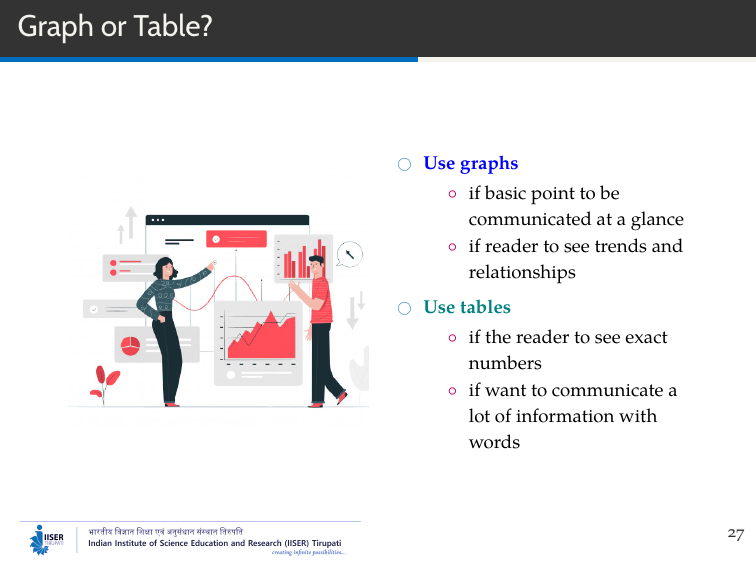 Graph or Table?
Use graphs
if basic point to be
communicated at a glance
if reader to see trends and
relationships
Use tables
if the reader to see exact
numbers
if want to communicate a
lot of information with
words
IISER
TIRUPATI
भारतीय विज्ञान शिक्षा एवं अनुसंधान संस्थान तिरुपति
Indian Institute of Science Education and Research (IISER) Tirupati
creating infinite possibilities...
27